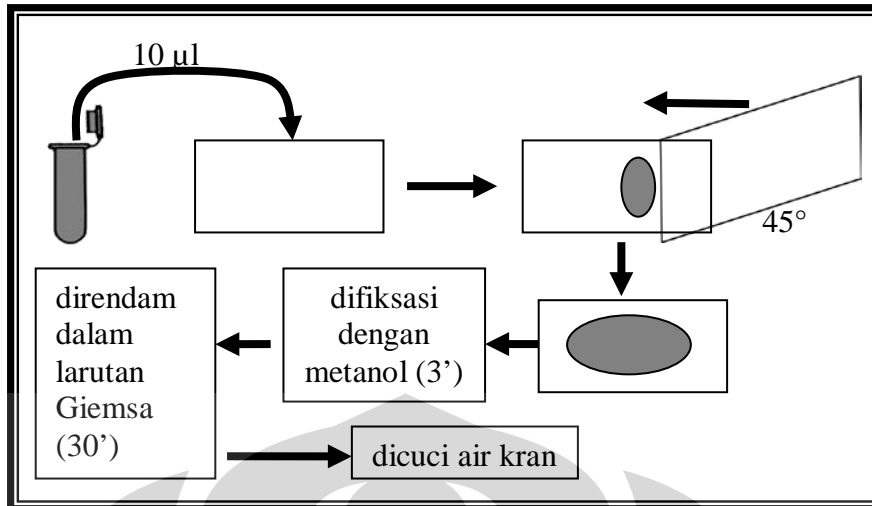 10 µl
45°
direndam
dalam
larutan
Giemsa
(30’)
difiksasi
dengan
metanol (3’)
dicuci air kran